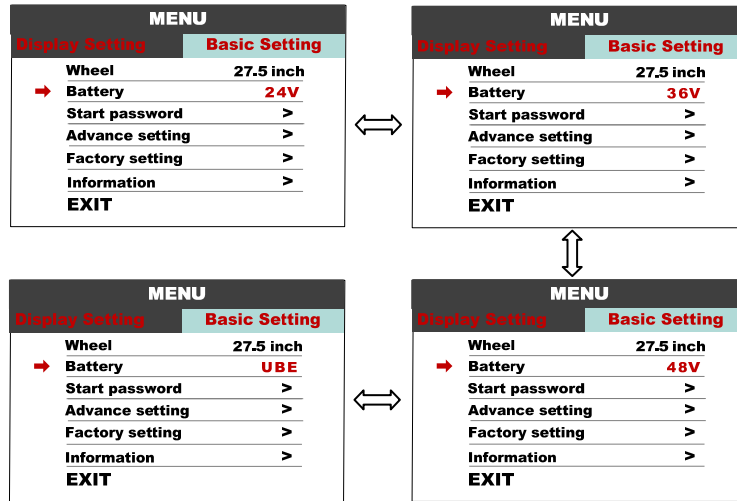 MENU
Display Setting Basic Setting
Wheel 27.5 inch
Battery 24V
Start password >
Advance setting >
Factory setting >
Information >
EXIT
MENU
Display Setting Basic Setting
Wheel 27.5 inch
Battery 36V
Start password >
Advance setting >
Factory setting >
Information >
EXIT
MENU
Display Setting Basic Setting
Wheel 27.5 inch
Battery UBE
Start password >
Advance setting >
Factory setting >
Information >
EXIT
MENU
Display Setting Basic Setting
Wheel 27.5 inch
Battery 48V
Start password >
Advance setting >
Factory setting >
Information >
EXIT